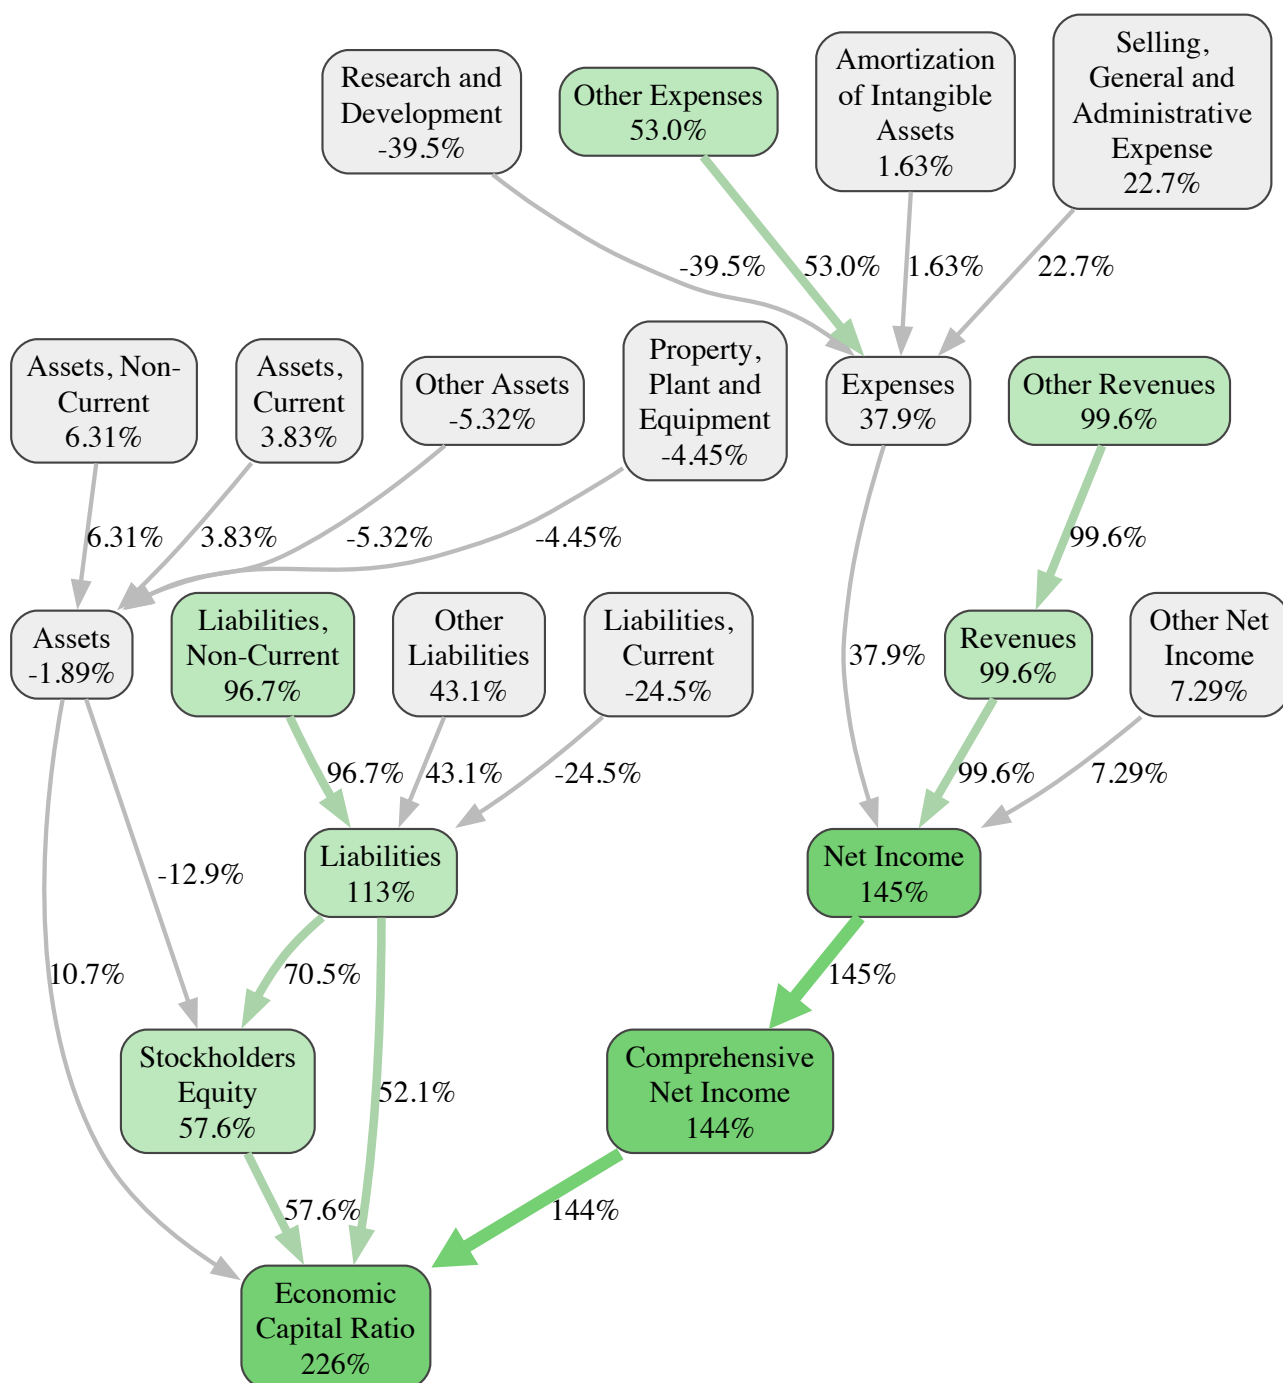 Research and
Development
-39.5%
Other Expenses
53.0%
Amortization
of Intangible
Assets
1.63%
Selling,
General and
Administrative
Expense
22.7%
-39.5%
53.0%
1.63%
22.7%
Assets, Non-
Current
6.31%
Assets,
Current
3.83%
Other Assets
-5.32%
Property,
Plant and
Equipment
-4.45%
Expenses
37.9%
Other Revenues
99.6%
6.31%
3.83%
-5.32%
-4.45%
99.6%
Assets
-1.89%
Liabilities,
Non-Current
96.7%
Other
Liabilities
43.1%
Liabilities,
Current
-24.5%
37.9%
Revenues
99.6%
Other Net
Income
7.29%
96.7%
43.1%
-24.5%
99.6%
7.29%
-12.9%
Liabilities
113%
Net Income
145%
10.7%
70.5%
145%
Stockholders
Equity
57.6%
52.1%
Comprehensive
Net Income
144%
57.6%
144%
Economic
Capital Ratio
226%